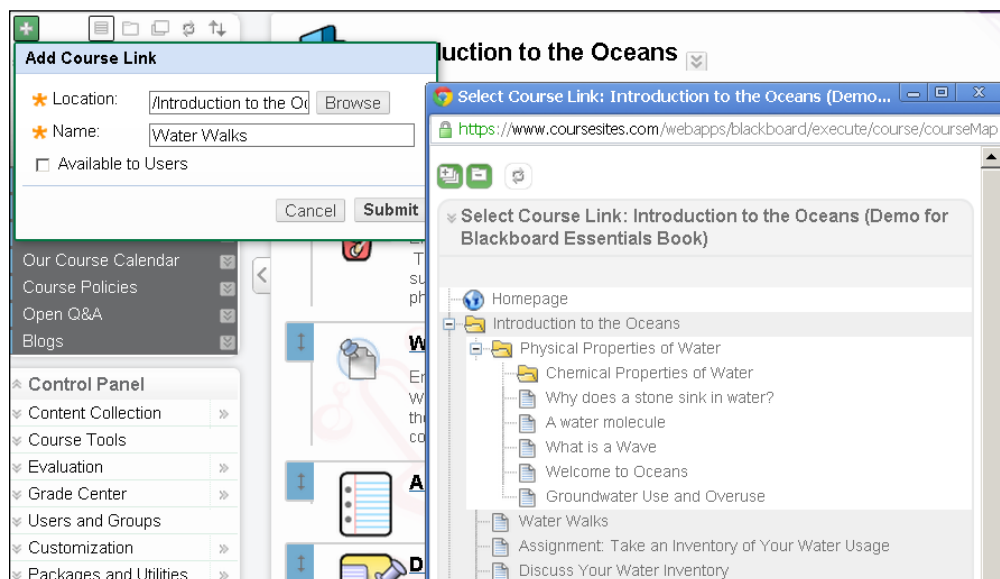 Add Course Link
Location:
/Introduction to the
Browse
Name:
Water Walks
Available to Users
Cancel
Submit
Our Course Calendar
Course Policies
Open Q&A
Blogs
Control Panel
Content Collection
Course Tools
Evaluation
Grade Center
Users and Groups
Customization
Packages and Utilities
uction to the Oceans
Select Course Link: Introduction to the Oceans (Demo...
https://www.coursesites.com/webapps/blackboard/execute/course/courseMap
Select Course Link: Introduction to the Oceans (Demo for
Blackboard Essentials Book)
Homepage
Introduction to the Oceans
Physical Properties of Water
Chemical Properties of Water
Why does a stone sink in water?
A water molecule
What is a Wave
Welcome to Oceans
Groundwater Use and Overuse
Water Walks
Assignment: Take an Inventory of Your Water Usage
Discuss Your Water Inventory